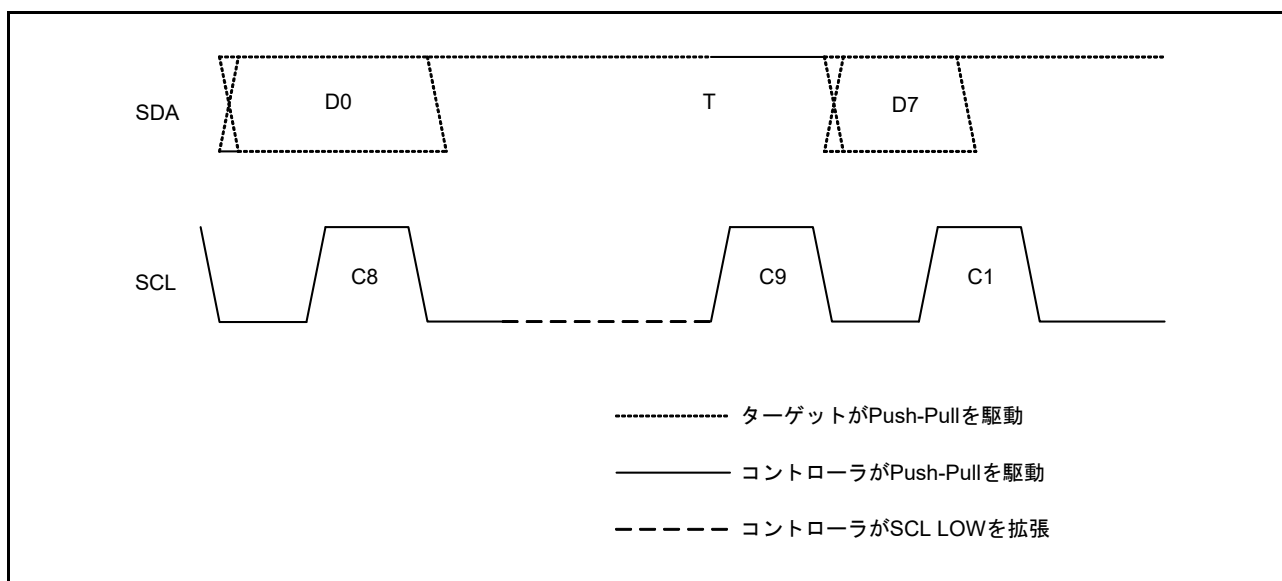 SDA
D0
T
D7
SCL
C8
C9
C1
ターゲットがPush-Pullを駆動
コントローラがPush-Pullを駆動
コントローラがSCL LOWを拡張